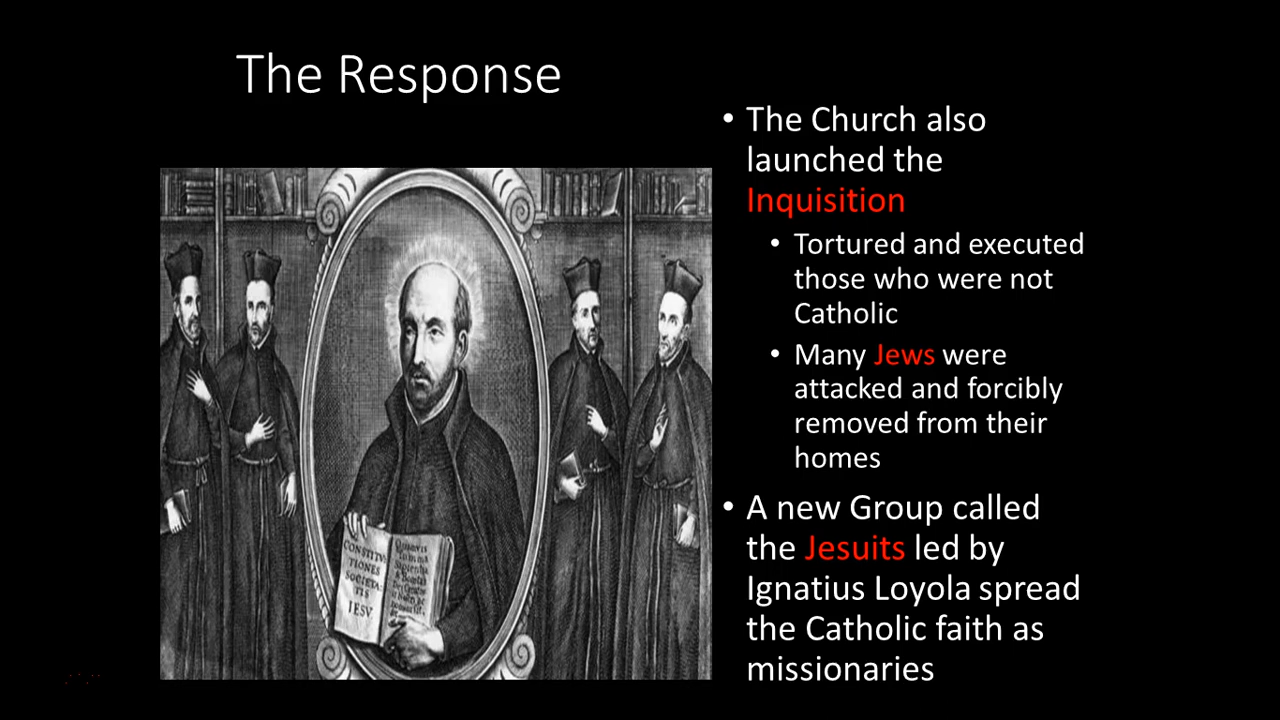 The Response
• The Church also
launched the
Inquisition
• Tortured and executed
those who were not
Catholic
• Many Jews were
attacked and forcibly
removed from their
homes
• A new Group called
the Jesuits led by
Ignatius Loyola spread
the Catholic faith as
missionaries
CONSTITV
TIONES
SOCIETA
TIS
IESV